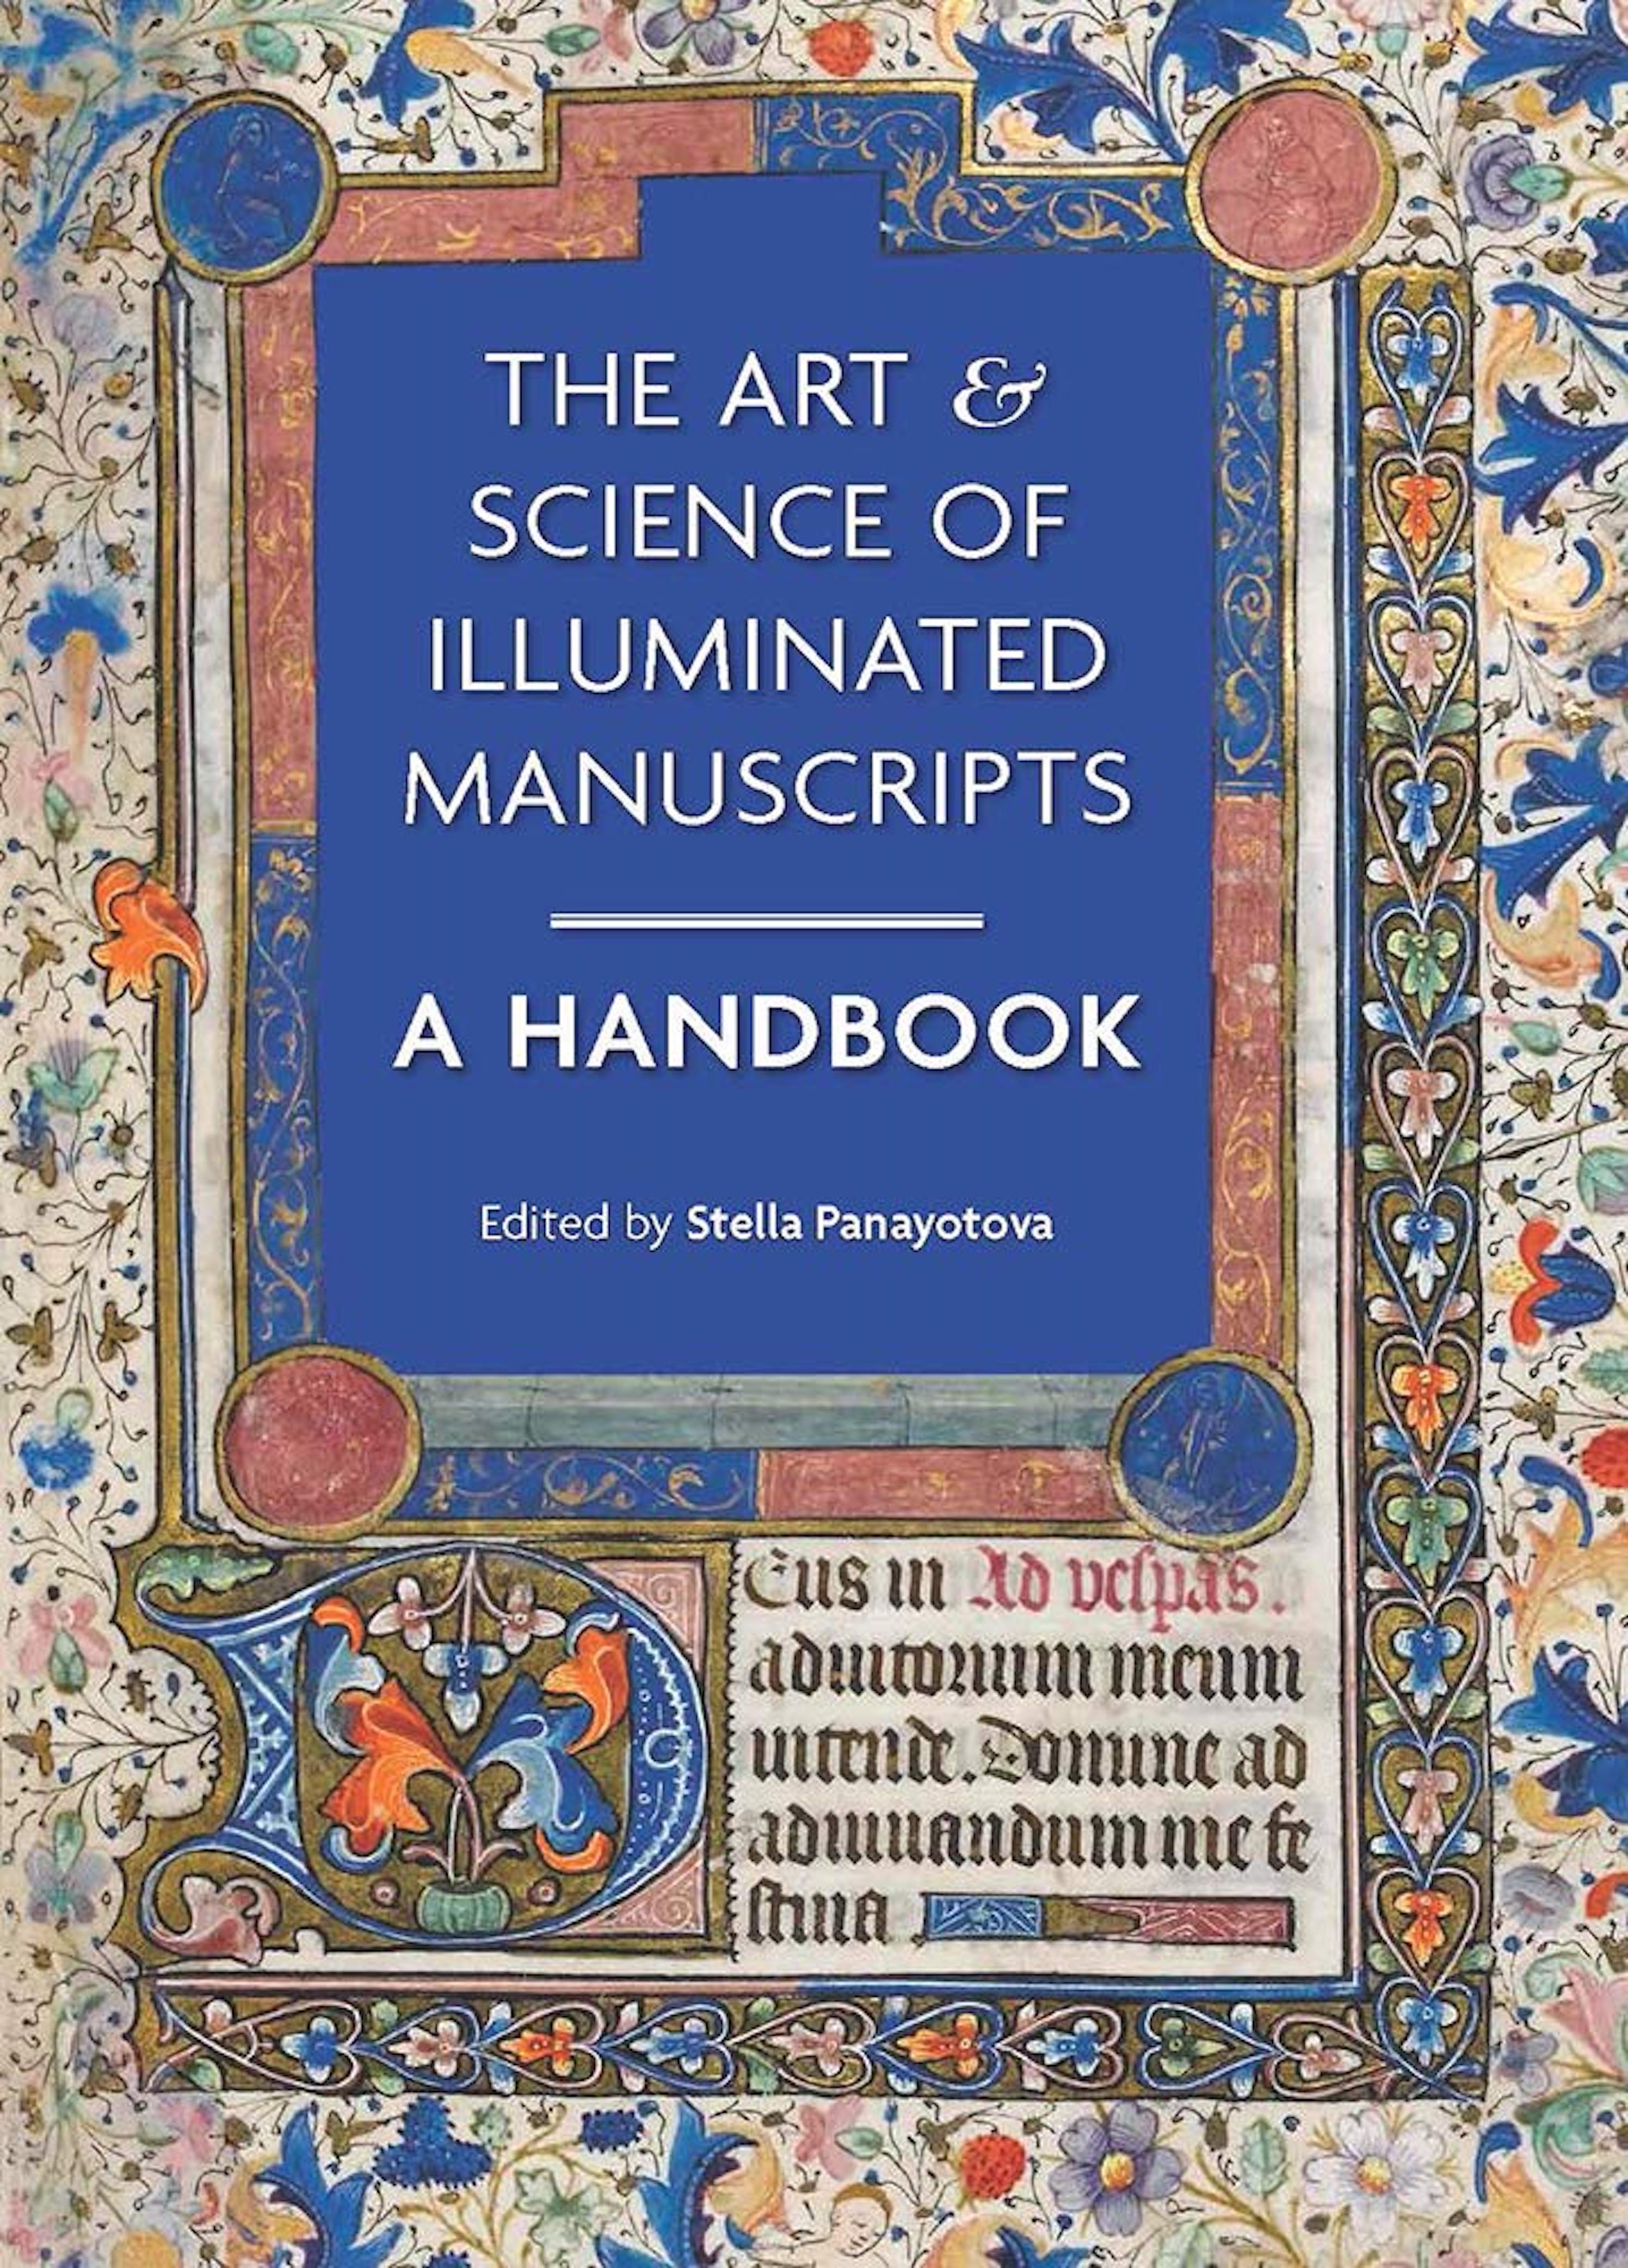 THE ART &
SCIENCE OF
ILLUMINATED
MANUSCRIPTS
A HANDBOOK
Edited by Stella Panayotova
Deus in Ad vespas.
adiutorium meum
intende. Domine ad
adiuuandum me fe
stina